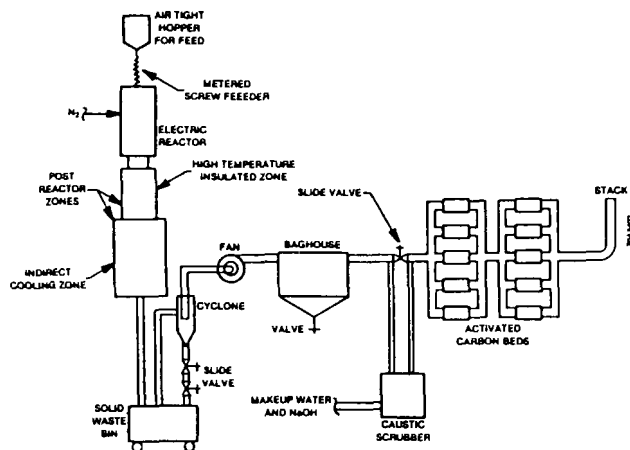 AIR TIGHT
HOPPER
FOR FEED
METERED
SCREW FEEEDER
N₂
ELECTRIC
REACTOR
POST
REACTOR
ZONES
HIGH TEMPERATURE
INSULATED ZONE
SLIDE VALVE
STACK
FAN
BAGHOUSE
INDIRECT
COOLING ZONE
CYCLONE
VALVE
ACTIVATED
CARBON BEDS
SLIDE
VALVE
MAKEUP WATER
AND NaOH
SOLID
WASTE
BIN
CAUSTIC
SCRUBBER